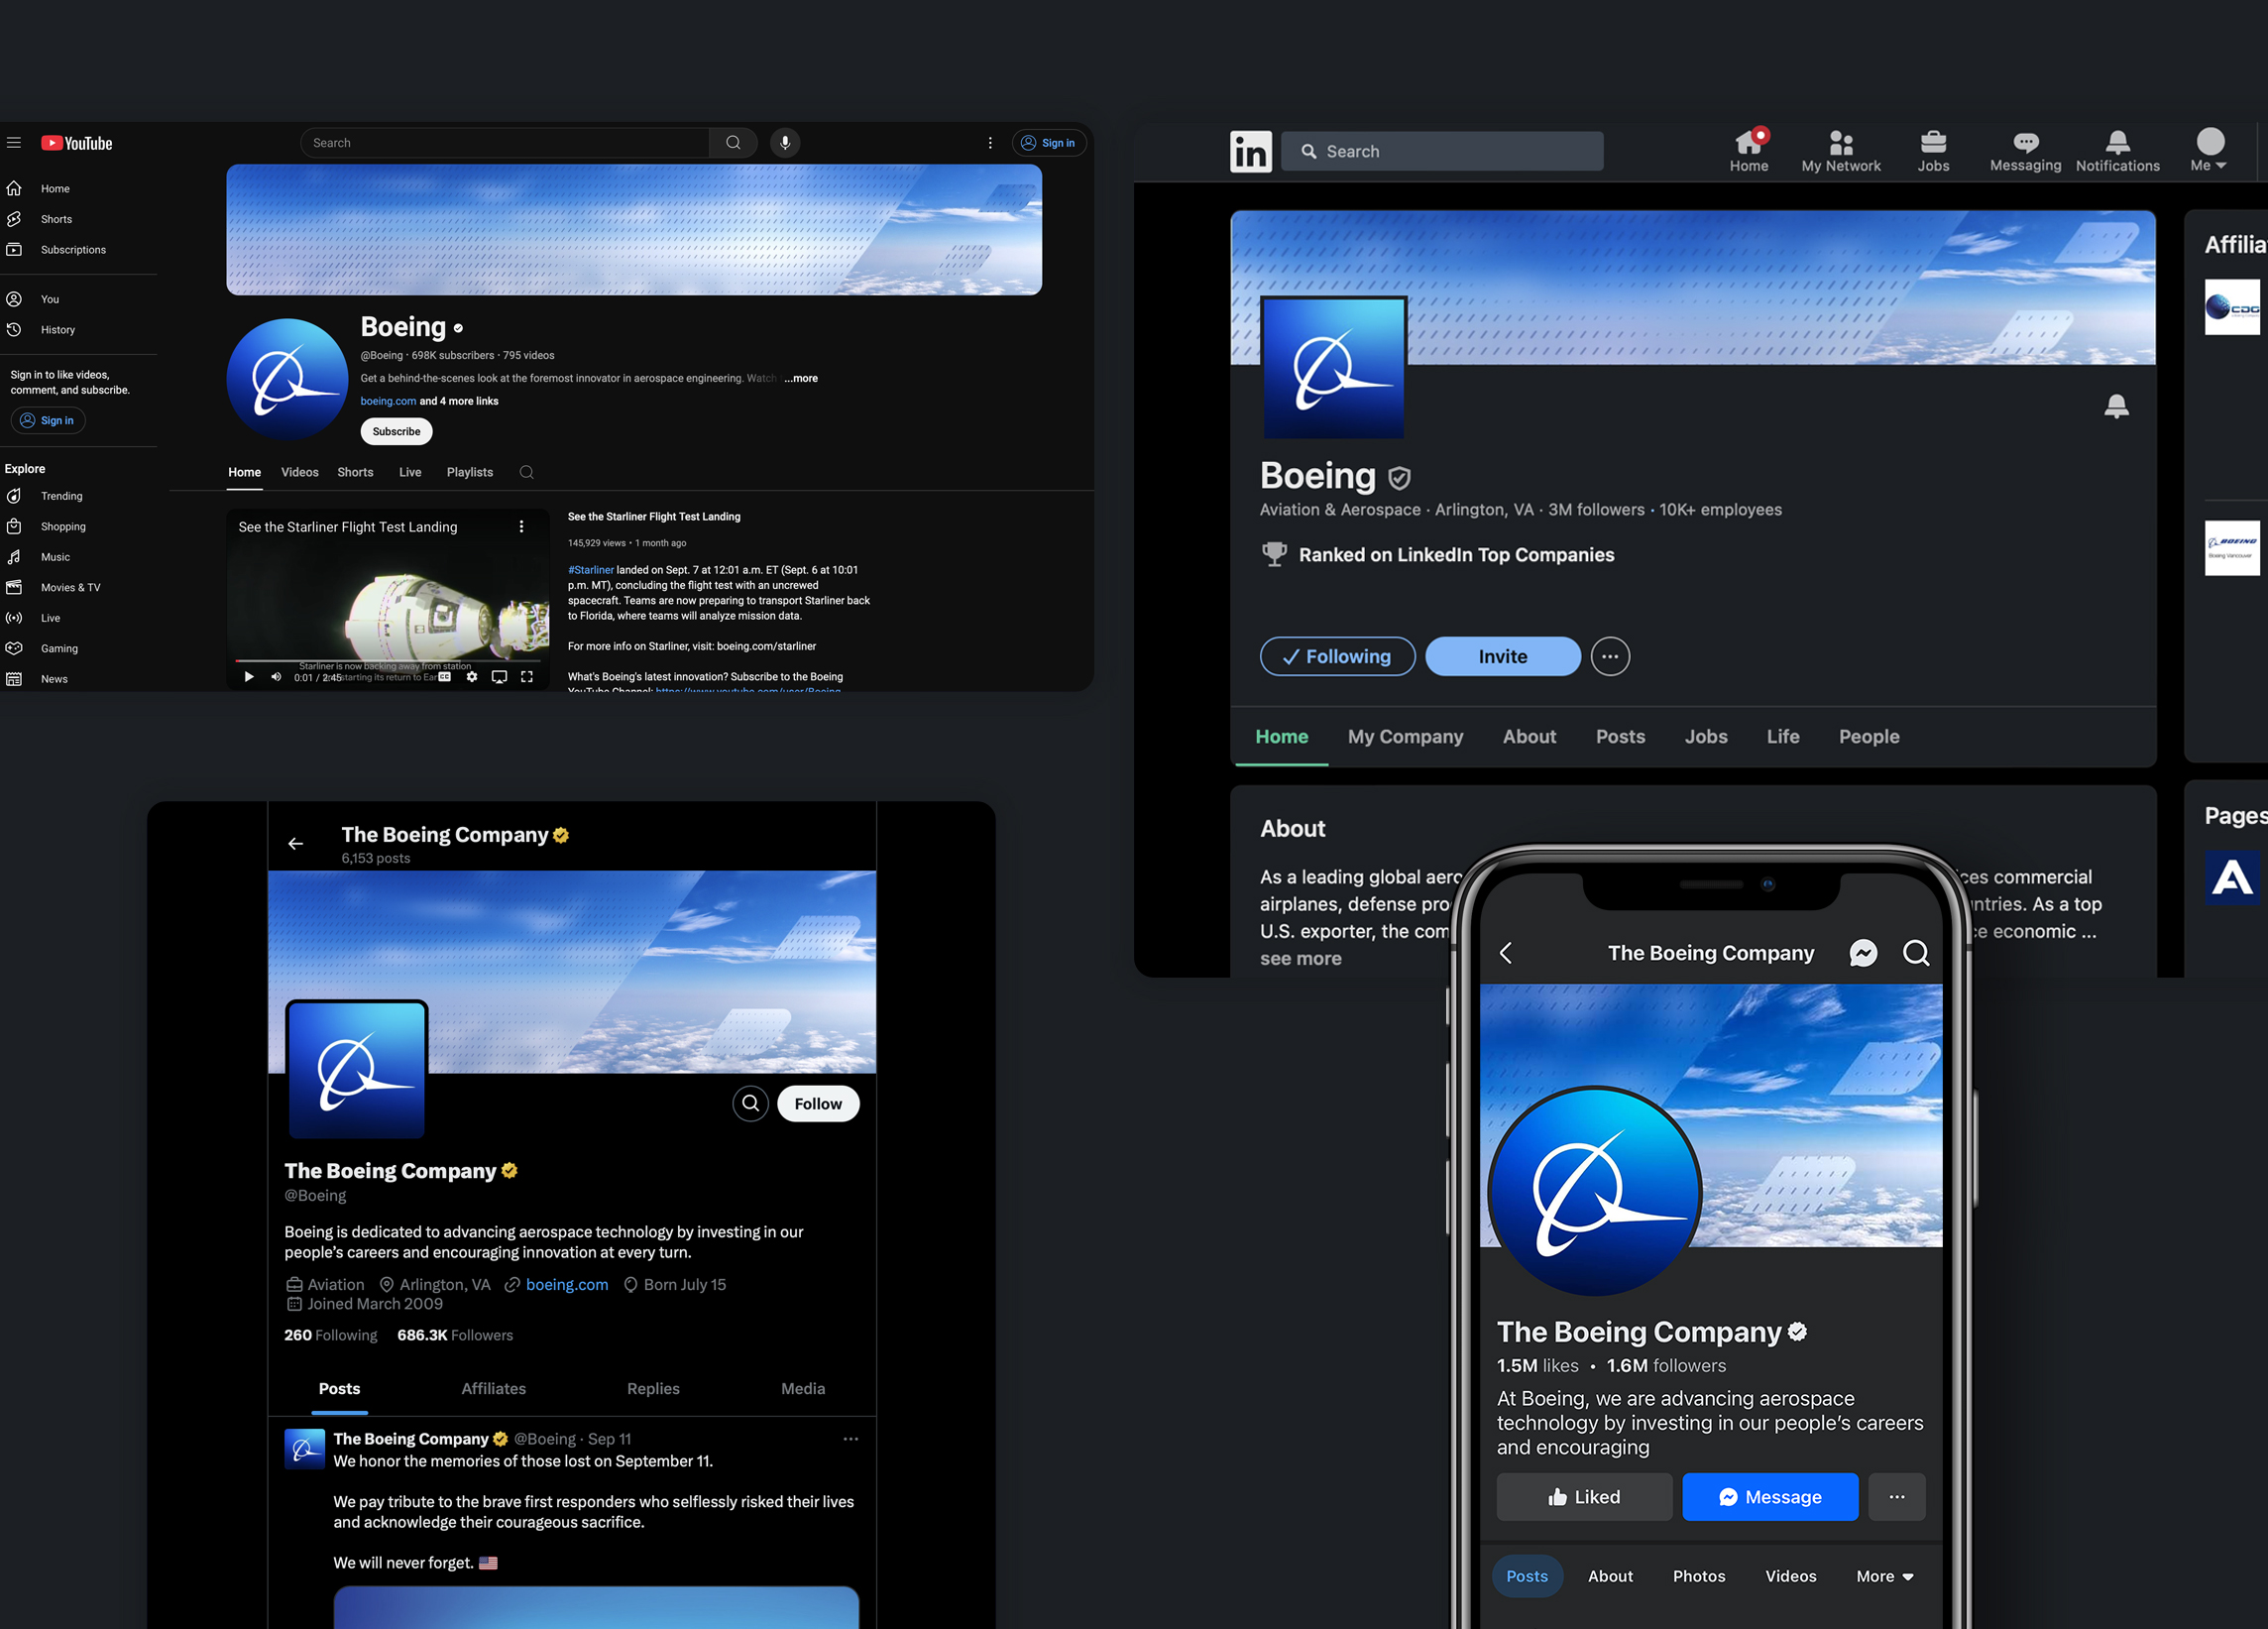 YouTube
Search
Sign in
Home
Shorts
Subscriptions
You
History
Sign in to like videos,
comment, and subscribe.
Sign in
Explore
Trending
Shopping
Music
Movies & TV
Live
Gaming
News
Boeing
@Boeing · 698K subscribers · 795 videos
Get a behind-the-scenes look at the foremost innovator in aerospace engineering. Watch ...more
boeing.com and 4 more links
Subscribe
Home Videos Shorts Live Playlists
See the Starliner Flight Test Landing
Starliner is now backing away from station
starting its return to Ear
0:01 / 2:45
See the Starliner Flight Test Landing
145,929 views • 1 month ago
#Starliner landed on Sept. 7 at 12:01 a.m. ET (Sept. 6 at 10:01
p.m. MT), concluding the flight test with an uncrewed
spacecraft. Teams are now preparing to transport Starliner back
to Florida, where teams will analyze mission data.
For more info on Starliner, visit: boeing.com/starliner
What's Boeing's latest innovation? Subscribe to the Boeing
YouTube Channel: https://www.youtube.com/user/Boeing
in
Search
Home
My Network
Jobs
Messaging
Notifications
Me
Boeing
Aviation & Aerospace · Arlington, VA · 3M followers · 10K+ employees
Ranked on LinkedIn Top Companies
Following
Invite
Home My Company About Posts Jobs Life People
About
As a leading global aero ces commercial
airplanes, defense pro ntries. As a top
U.S. exporter, the com ce economic ...
see more
Affilia
CDG
BOEING
Boeing Vancouver
Pages
The Boeing Company
6,153 posts
Follow
The Boeing Company
@Boeing
Boeing is dedicated to advancing aerospace technology by investing in our
people's careers and encouraging innovation at every turn.
Aviation Arlington, VA boeing.com Born July 15
Joined March 2009
260 Following 686.3K Followers
Posts Affiliates Replies Media
The Boeing Company @Boeing · Sep 11
We honor the memories of those lost on September 11.
We pay tribute to the brave first responders who selflessly risked their lives
and acknowledge their courageous sacrifice.
We will never forget. 🇺🇸
The Boeing Company
The Boeing Company
1.5M likes • 1.6M followers
At Boeing, we are advancing aerospace
technology by investing in our people's careers
and encouraging
Liked
Message
Posts About Photos Videos More